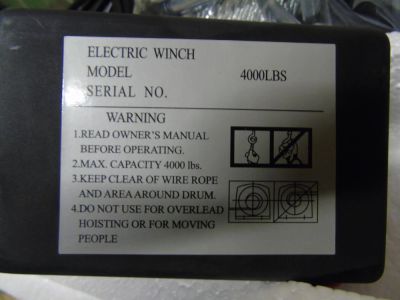 ELECTRIC WINCH
MODEL 4000LBS
SERIAL NO.
WARNING
1.READ OWNER'S MANUAL
BEFORE OPERATING.
2.MAX. CAPACITY 4000 lbs.
3.KEEP CLEAR OF WIRE ROPE
AND AREA AROUND DRUM.
4.DO NOT USE FOR OVERLEAD
HOISTING OR FOR MOVING
PEOPLE